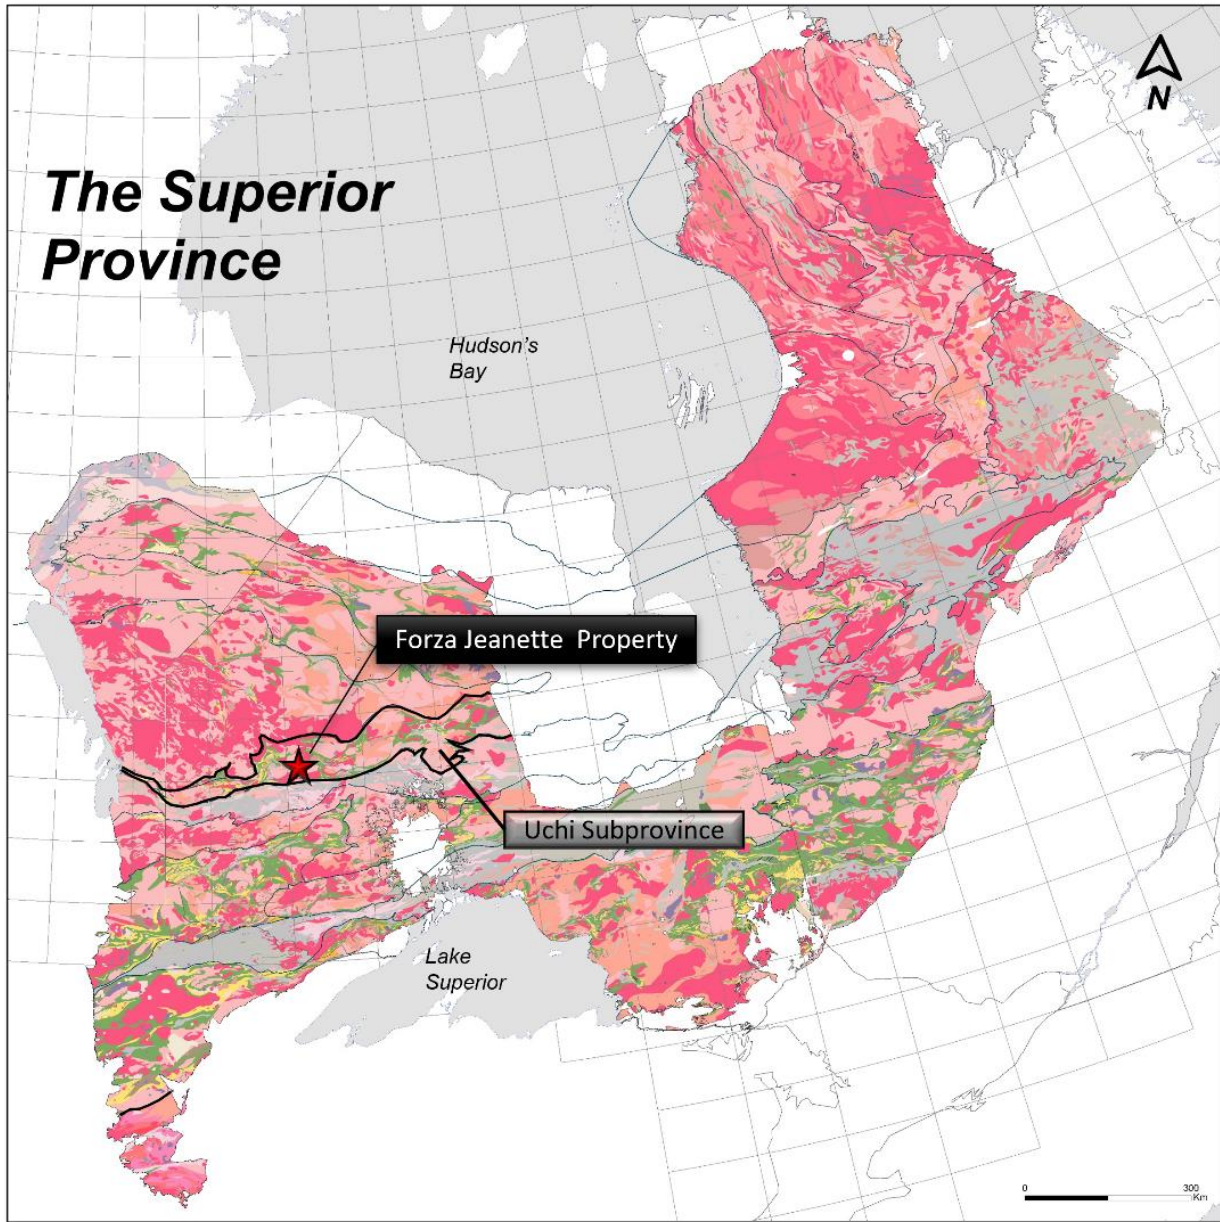 N
The Superior
Province
Hudson's
Bay
Forza Jeanette Property
Uchi Subprovince
Lake
Superior
0 300
Km